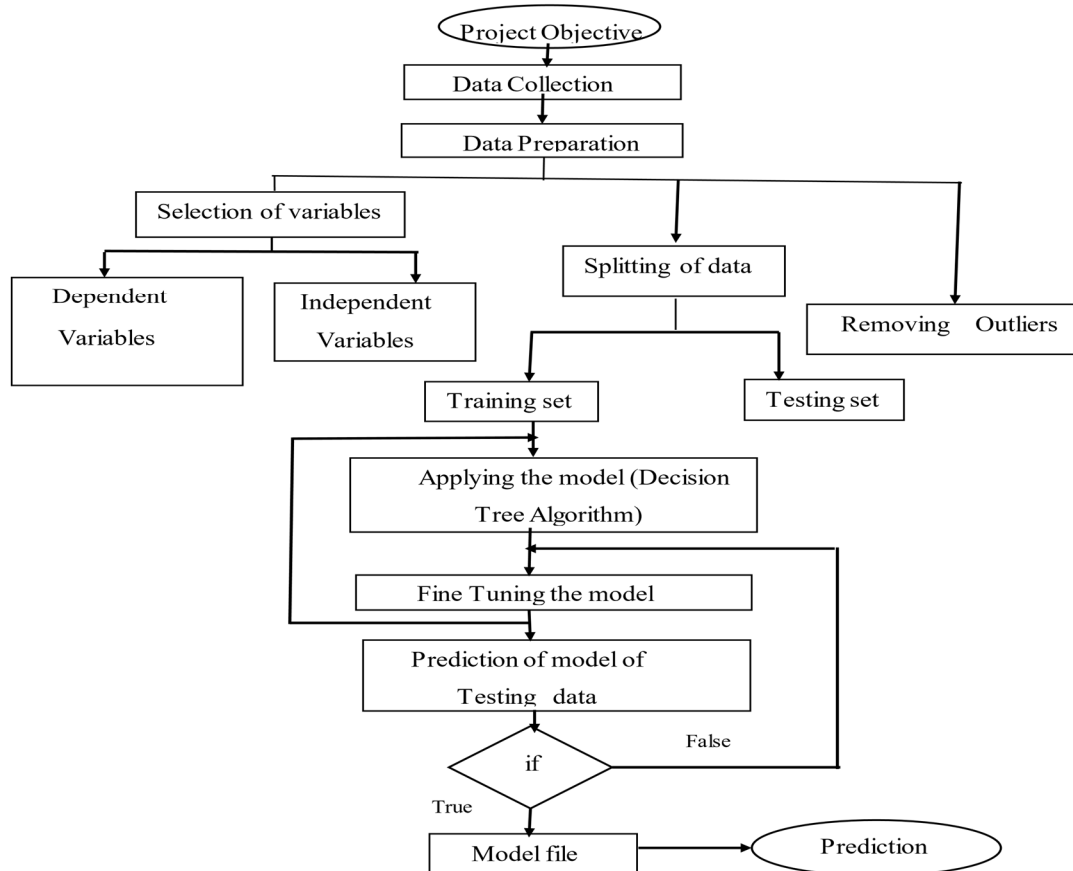 Project Objective
Data Collection
Data Preparation
Selection of variables
Splitting of data
Dependent
Variables
Independent
Variables
Removing Outliers
Training set
Testing set
Applying the model (Decision
Tree Algorithm)
Fine Tuning the model
Prediction of model of
Testing data
if
False
True
Model file
Prediction